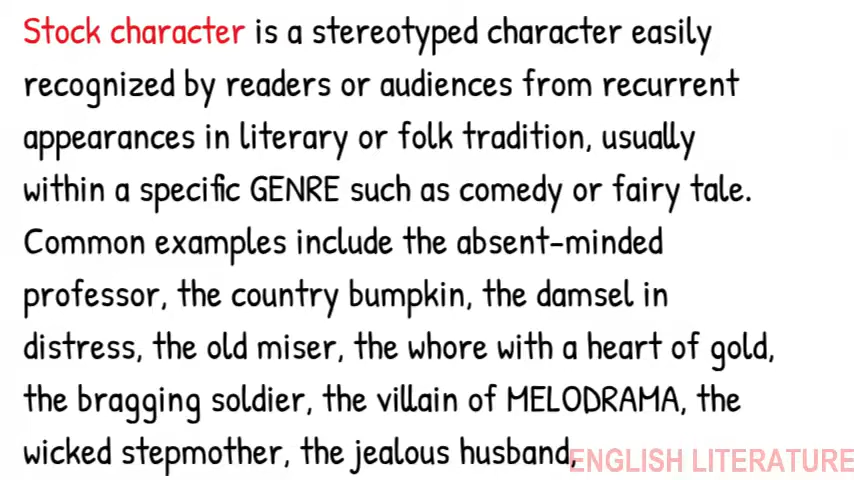 Stock character is a stereotyped character easily
recognized by readers or audiences from recurrent
appearances in literary or folk tradition, usually
within a specific GENRE such as comedy or fairy tale.
Common examples include the absent-minded
professor, the country bumpkin, the damsel in
distress, the old miser, the whore with a heart of gold,
the bragging soldier, the villain of MELODRAMA, the
wicked stepmother, the jealous husband,
ENGLISH LITERATURE